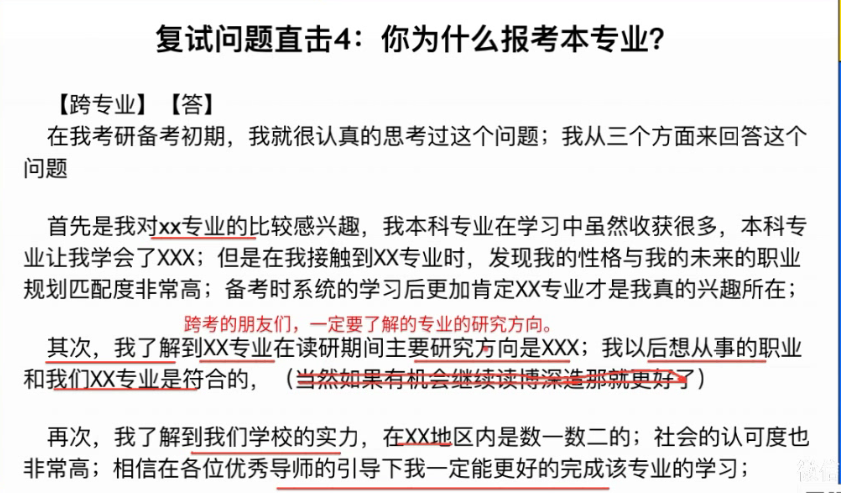 复试问题直击4：你为什么报考本专业？
【跨专业】【答】
在我考研备考初期，我就很认真的思考过这个问题；我从三个方面来回答这个
问题
首先是我对xx专业的比较感兴趣，我本科专业在学习中虽然收获很多，本科专
业让我学会了XXX；但是在我接触到XX专业时，发现我的性格与我的未来的职业
规划匹配度非常高；备考时系统的学习后更加肯定XX专业才是我真的兴趣所在；
跨考的朋友们，一定要了解的专业的研究方向。
其次，我了解到XX专业在读研期间主要研究方向是XXX；我以后想从事的职业
和我们XX专业是符合的，（当然如果有机会继续读博深造那就更好了）
再次，我了解到我们学校的实力，在XX地区内是数一数二的；社会的认可度也
非常高；相信在各位优秀导师的引导下我一定能更好的完成该专业的学习；